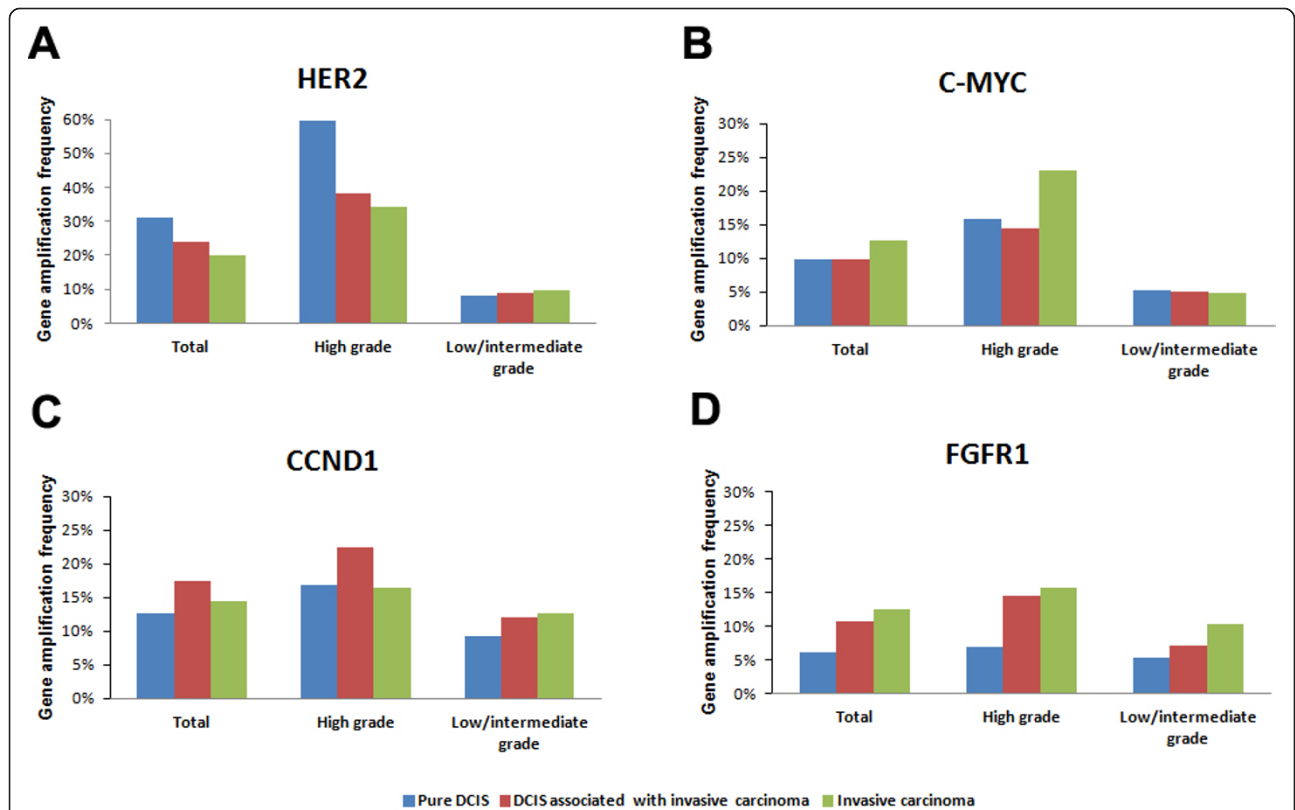 A
HER2
Gene amplification frequency
60%
50%
40%
30%
20%
10%
0%
Total
High grade
Low/intermediate
grade
B
C-MYC
Gene amplification frequency
30%
25%
20%
15%
10%
5%
0%
Total
High grade
Low/intermediate
grade
C
CCND1
Gene amplification frequency
30%
25%
20%
15%
10%
5%
0%
Total
High grade
Low/intermediate
grade
D
FGFR1
Gene amplification frequency
30%
25%
20%
15%
10%
5%
0%
Total
High grade
Low/intermediate
grade
Pure DCIS
DCIS associated with invasive carcinoma
Invasive carcinoma